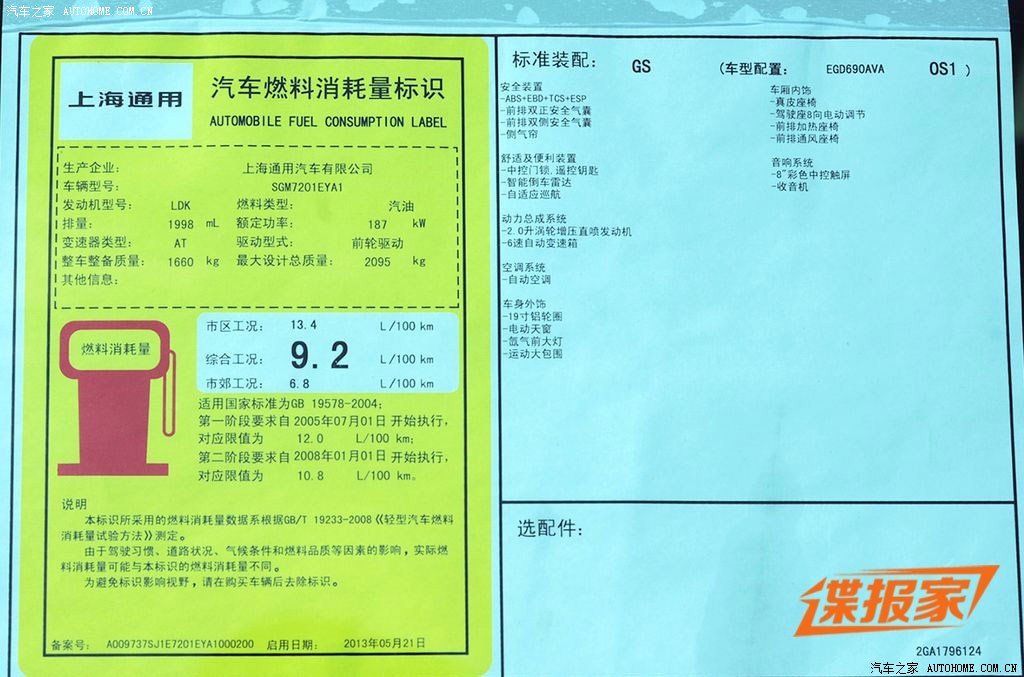 汽车之家 AUTOHOME.COM.CN
上海通用
汽车燃料消耗量标识
AUTOMOBILE FUEL CONSUMPTION LABEL
生产企业: 上海通用汽车有限公司
车辆型号: SGM7201EYA1
发动机型号: LDK 燃料类型: 汽油
排量: 1998 mL 额定功率: 187 kW
变速器类型: AT 驱动型式: 前轮驱动
整车整备质量: 1660 kg 最大设计总质量: 2095 kg
其他信息:
燃料消耗量
市区工况: 13.4 L/100 km
综合工况: 9.2 L/100 km
市郊工况: 6.8 L/100 km
适用国家标准为GB 19578-2004;
第一阶段要求自2005年07月01日开始执行,
对应限值为 12.0 L/100 km;
第二阶段要求自2008年01月01日开始执行,
对应限值为 10.8 L/100 km。
说明
本标识所采用的燃料消耗量数据系根据GB/T 19233-2008《轻型汽车燃料
消耗量试验方法》测定。
由于驾驶习惯、道路状况、气候条件和燃料品质等因素的影响,实际燃
料消耗量可能与本标识的燃料消耗量不同。
为避免标识影响视野,请在购买车辆后去除标识。
备案号: A009737SJ1E7201EYA1000200 启用日期: 2013年05月21日
标准装配: GS (车型配置: EGD690AVA OS1 )
安全装置
-ABS+EBD+TCS+ESP
-前排双正安全气囊
-前排双侧安全气囊
-侧气帘
舒适及便利装置
-中控门锁,遥控钥匙
-智能倒车雷达
-自适应巡航
动力总成系统
-2.0升涡轮增压直喷发动机
-6速自动变速箱
空调系统
-自动空调
车身外饰
-19寸铝轮圈
-电动天窗
-氙气前大灯
-运动大包围
车厢内饰
-真皮座椅
-驾驶座8向电动调节
-前排加热座椅
-前排通风座椅
音响系统
-8"彩色中控触屏
-收音机
选配件:
谍报家
2GA1796124
汽车之家 AUTOHOME.COM.CN